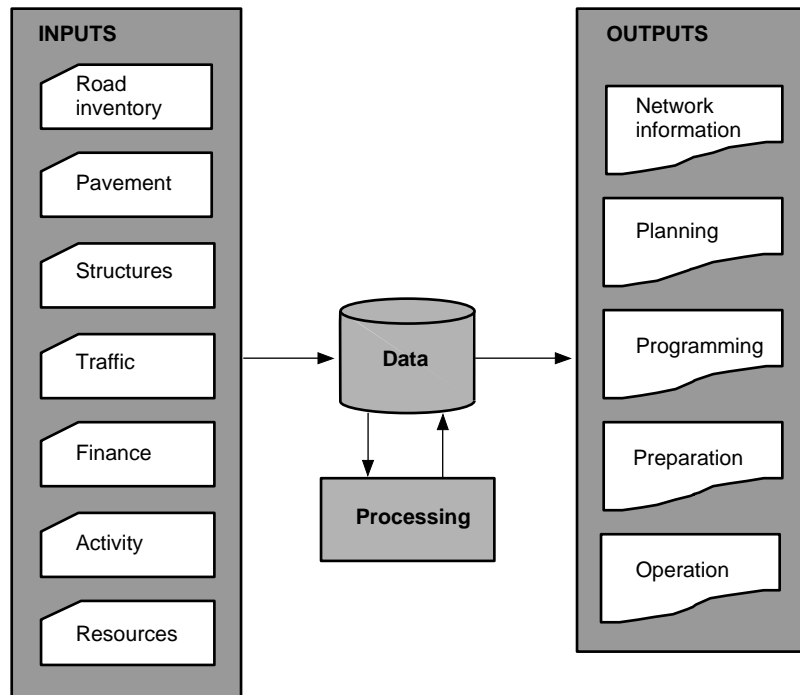 INPUTS
Road
inventory
Pavement
Structures
Traffic
Finance
Activity
Resources
Data
Processing
OUTPUTS
Network
information
Planning
Programming
Preparation
Operation